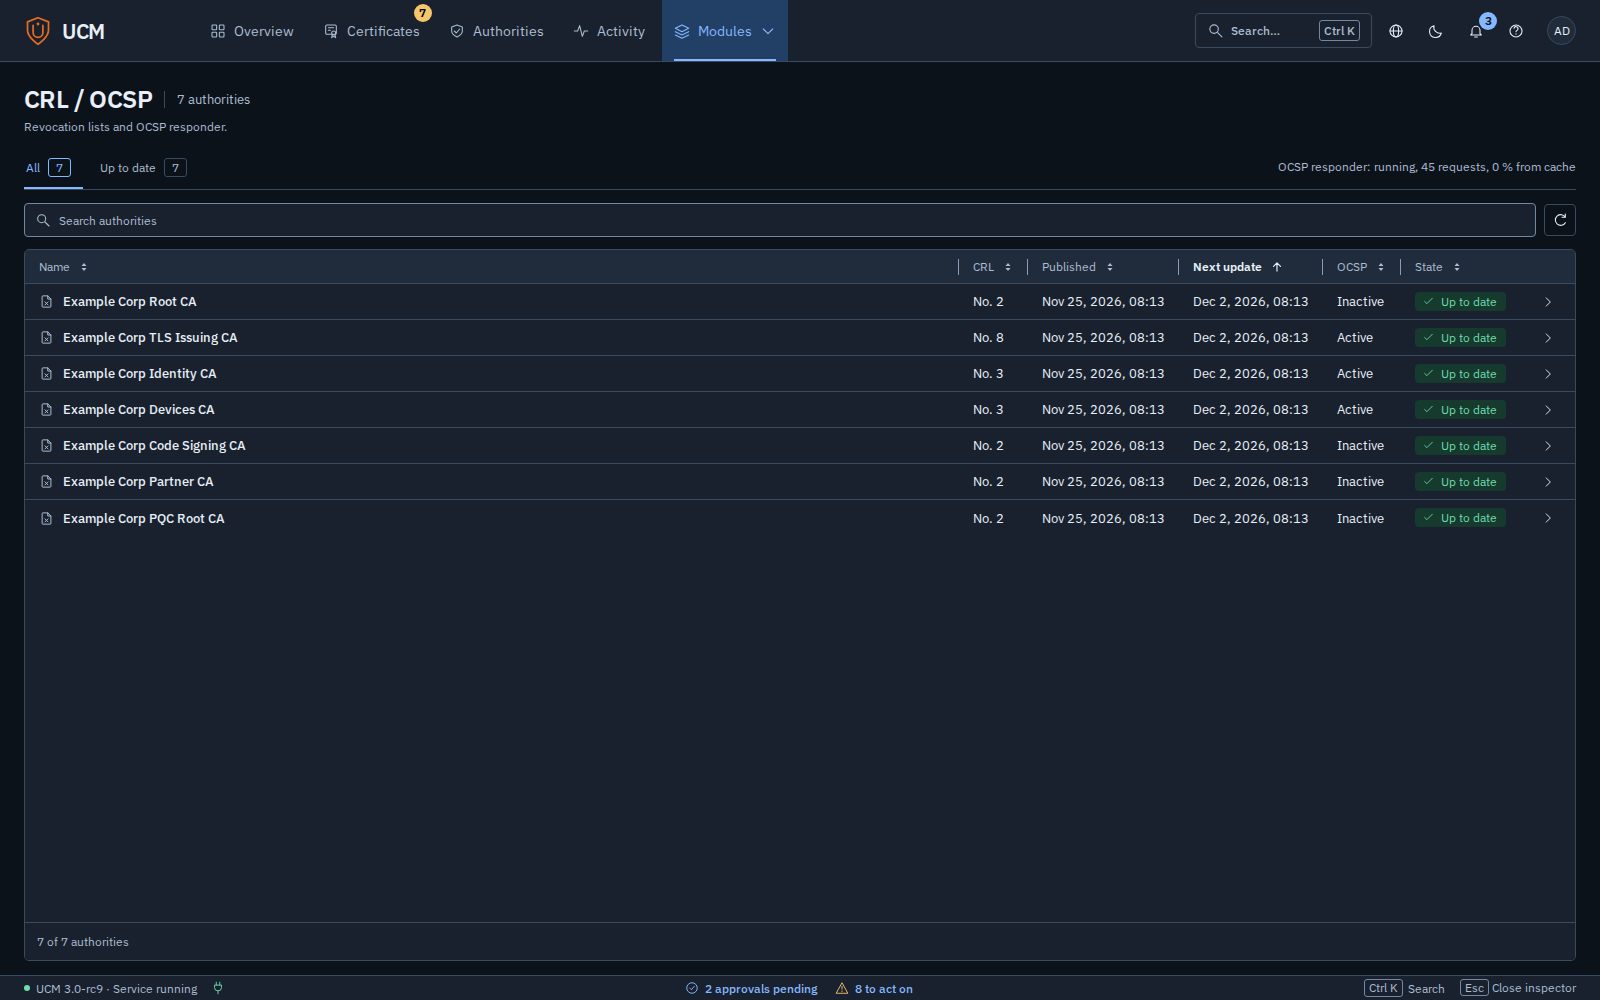 UCM
Overview
Certificates
7
Authorities
Activity
Modules
Search...
Ctrl K
3
AD
CRL / OCSP
7 authorities
Revocation lists and OCSP responder.
All 7
Up to date 7
OCSP responder: running, 45 requests, 0 % from cache
Search authorities
Name CRL Published Next update OCSP State
Example Corp Root CA No. 2 Nov 25, 2026, 08:13 Dec 2, 2026, 08:13 Inactive Up to date
Example Corp TLS Issuing CA No. 8 Nov 25, 2026, 08:13 Dec 2, 2026, 08:13 Active Up to date
Example Corp Identity CA No. 3 Nov 25, 2026, 08:13 Dec 2, 2026, 08:13 Active Up to date
Example Corp Devices CA No. 3 Nov 25, 2026, 08:13 Dec 2, 2026, 08:13 Active Up to date
Example Corp Code Signing CA No. 2 Nov 25, 2026, 08:13 Dec 2, 2026, 08:13 Inactive Up to date
Example Corp Partner CA No. 2 Nov 25, 2026, 08:13 Dec 2, 2026, 08:13 Inactive Up to date
Example Corp PQC Root CA No. 2 Nov 25, 2026, 08:13 Dec 2, 2026, 08:13 Inactive Up to date
7 of 7 authorities
UCM 3.0-rc9 · Service running
2 approvals pending
8 to act on
Ctrl K Search
Esc Close inspector